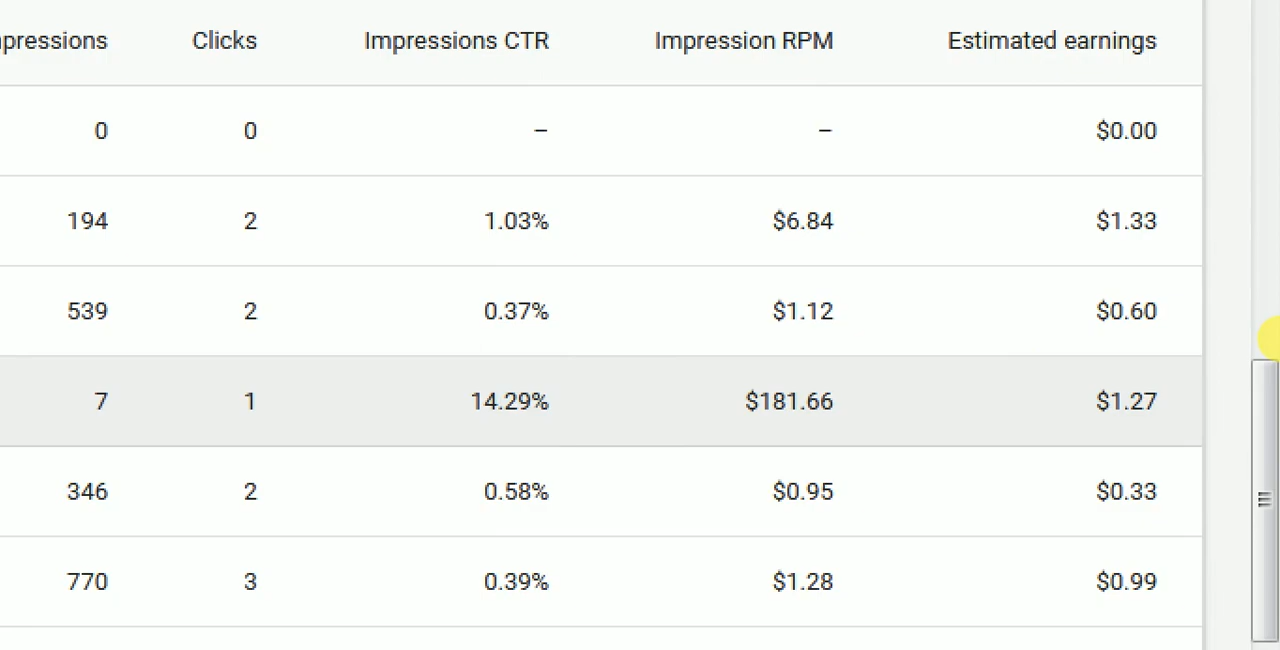 pressions Clicks Impressions CTR Impression RPM Estimated earnings
0 0 – – $0.00
194 2 1.03% $6.84 $1.33
539 2 0.37% $1.12 $0.60
7 1 14.29% $181.66 $1.27
346 2 0.58% $0.95 $0.33
770 3 0.39% $1.28 $0.99